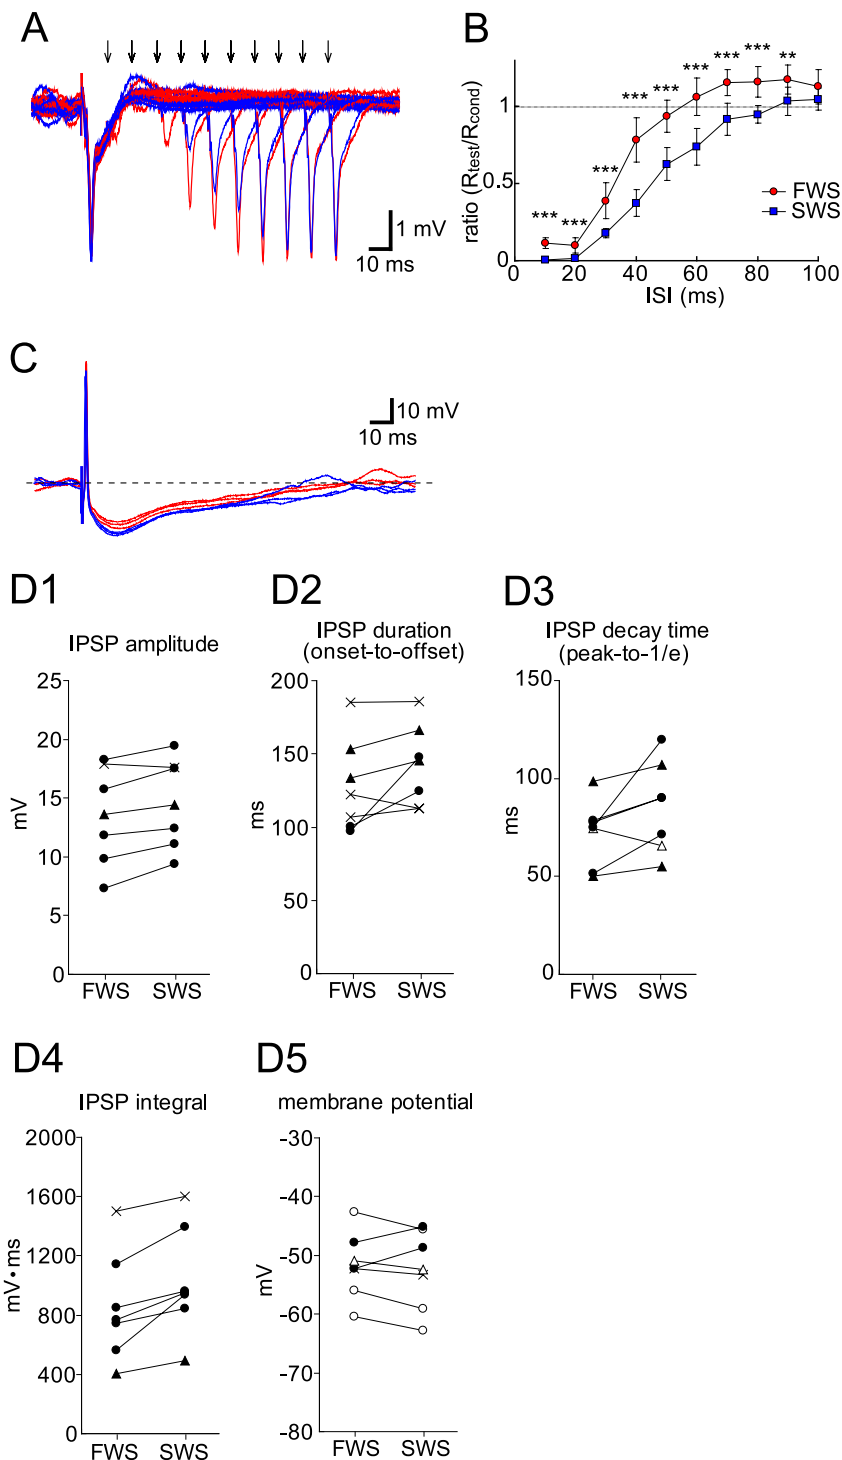 A
1 mV
10 ms
B
ratio (Rtest/Rcond)
1
0.5
0
***
***
***
***
***
***
***
***
**
FWS
SWS
0
20
40
60
80
100
ISI (ms)
C
10 mV
10 ms
D1
IPSP amplitude
mV
25
20
15
10
5
0
FWS
SWS
D2
IPSP duration
(onset-to-offset)
ms
200
150
100
50
0
FWS
SWS
D3
IPSP decay time
(peak-to-1/e)
ms
150
100
50
0
FWS
SWS
D4
IPSP integral
mV•ms
2000
1600
1200
800
400
0
FWS
SWS
D5
membrane potential
mV
-30
-40
-50
-60
-70
-80
FWS
SWS